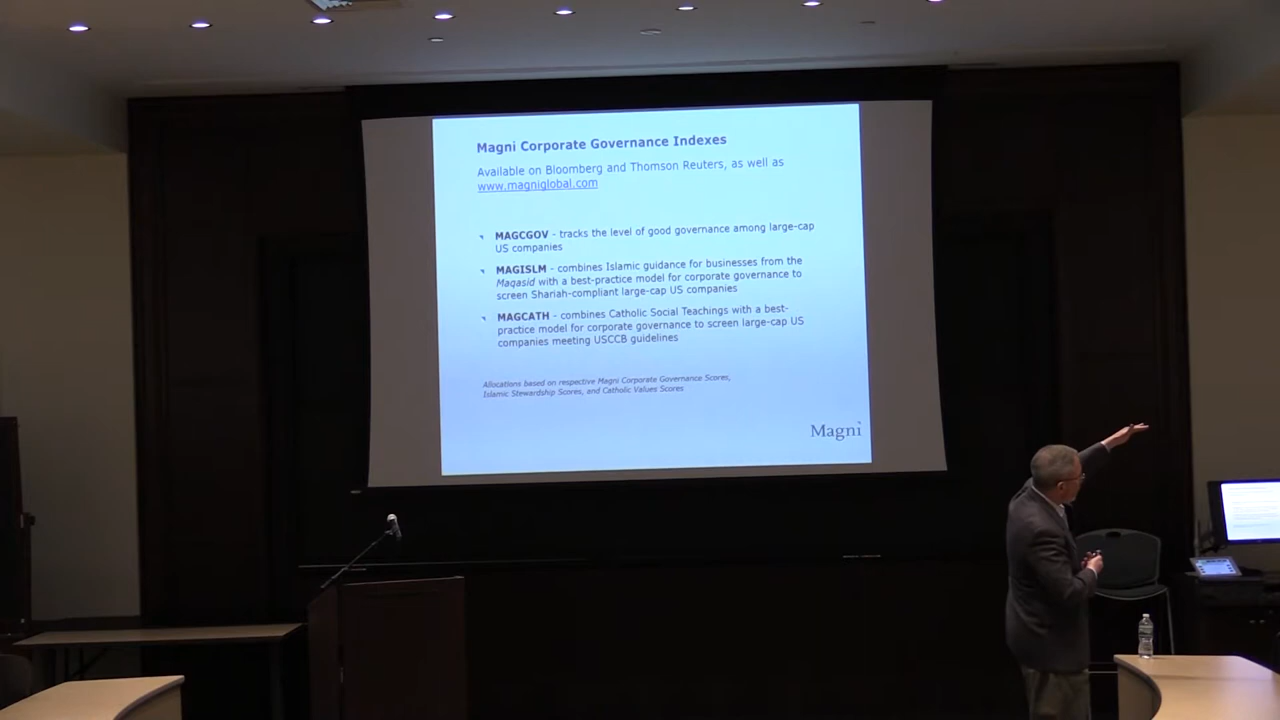 Magni Corporate Governance Indexes
Available on Bloomberg and Thomson Reuters, as well as
www.magniglobal.com
MAGCGOV - tracks the level of good governance among large-cap
US companies
MAGISLM - combines Islamic guidance for businesses from the
Maqasid with a best-practice model for corporate governance to
screen Shariah-compliant large-cap US companies
MAGCATH - combines Catholic Social Teachings with a best-
practice model for corporate governance to screen large-cap US
companies meeting USCCB guidelines
Allocations based on respective Magni Corporate Governance Scores,
Islamic Stewardship Scores, and Catholic Values Scores
Magni